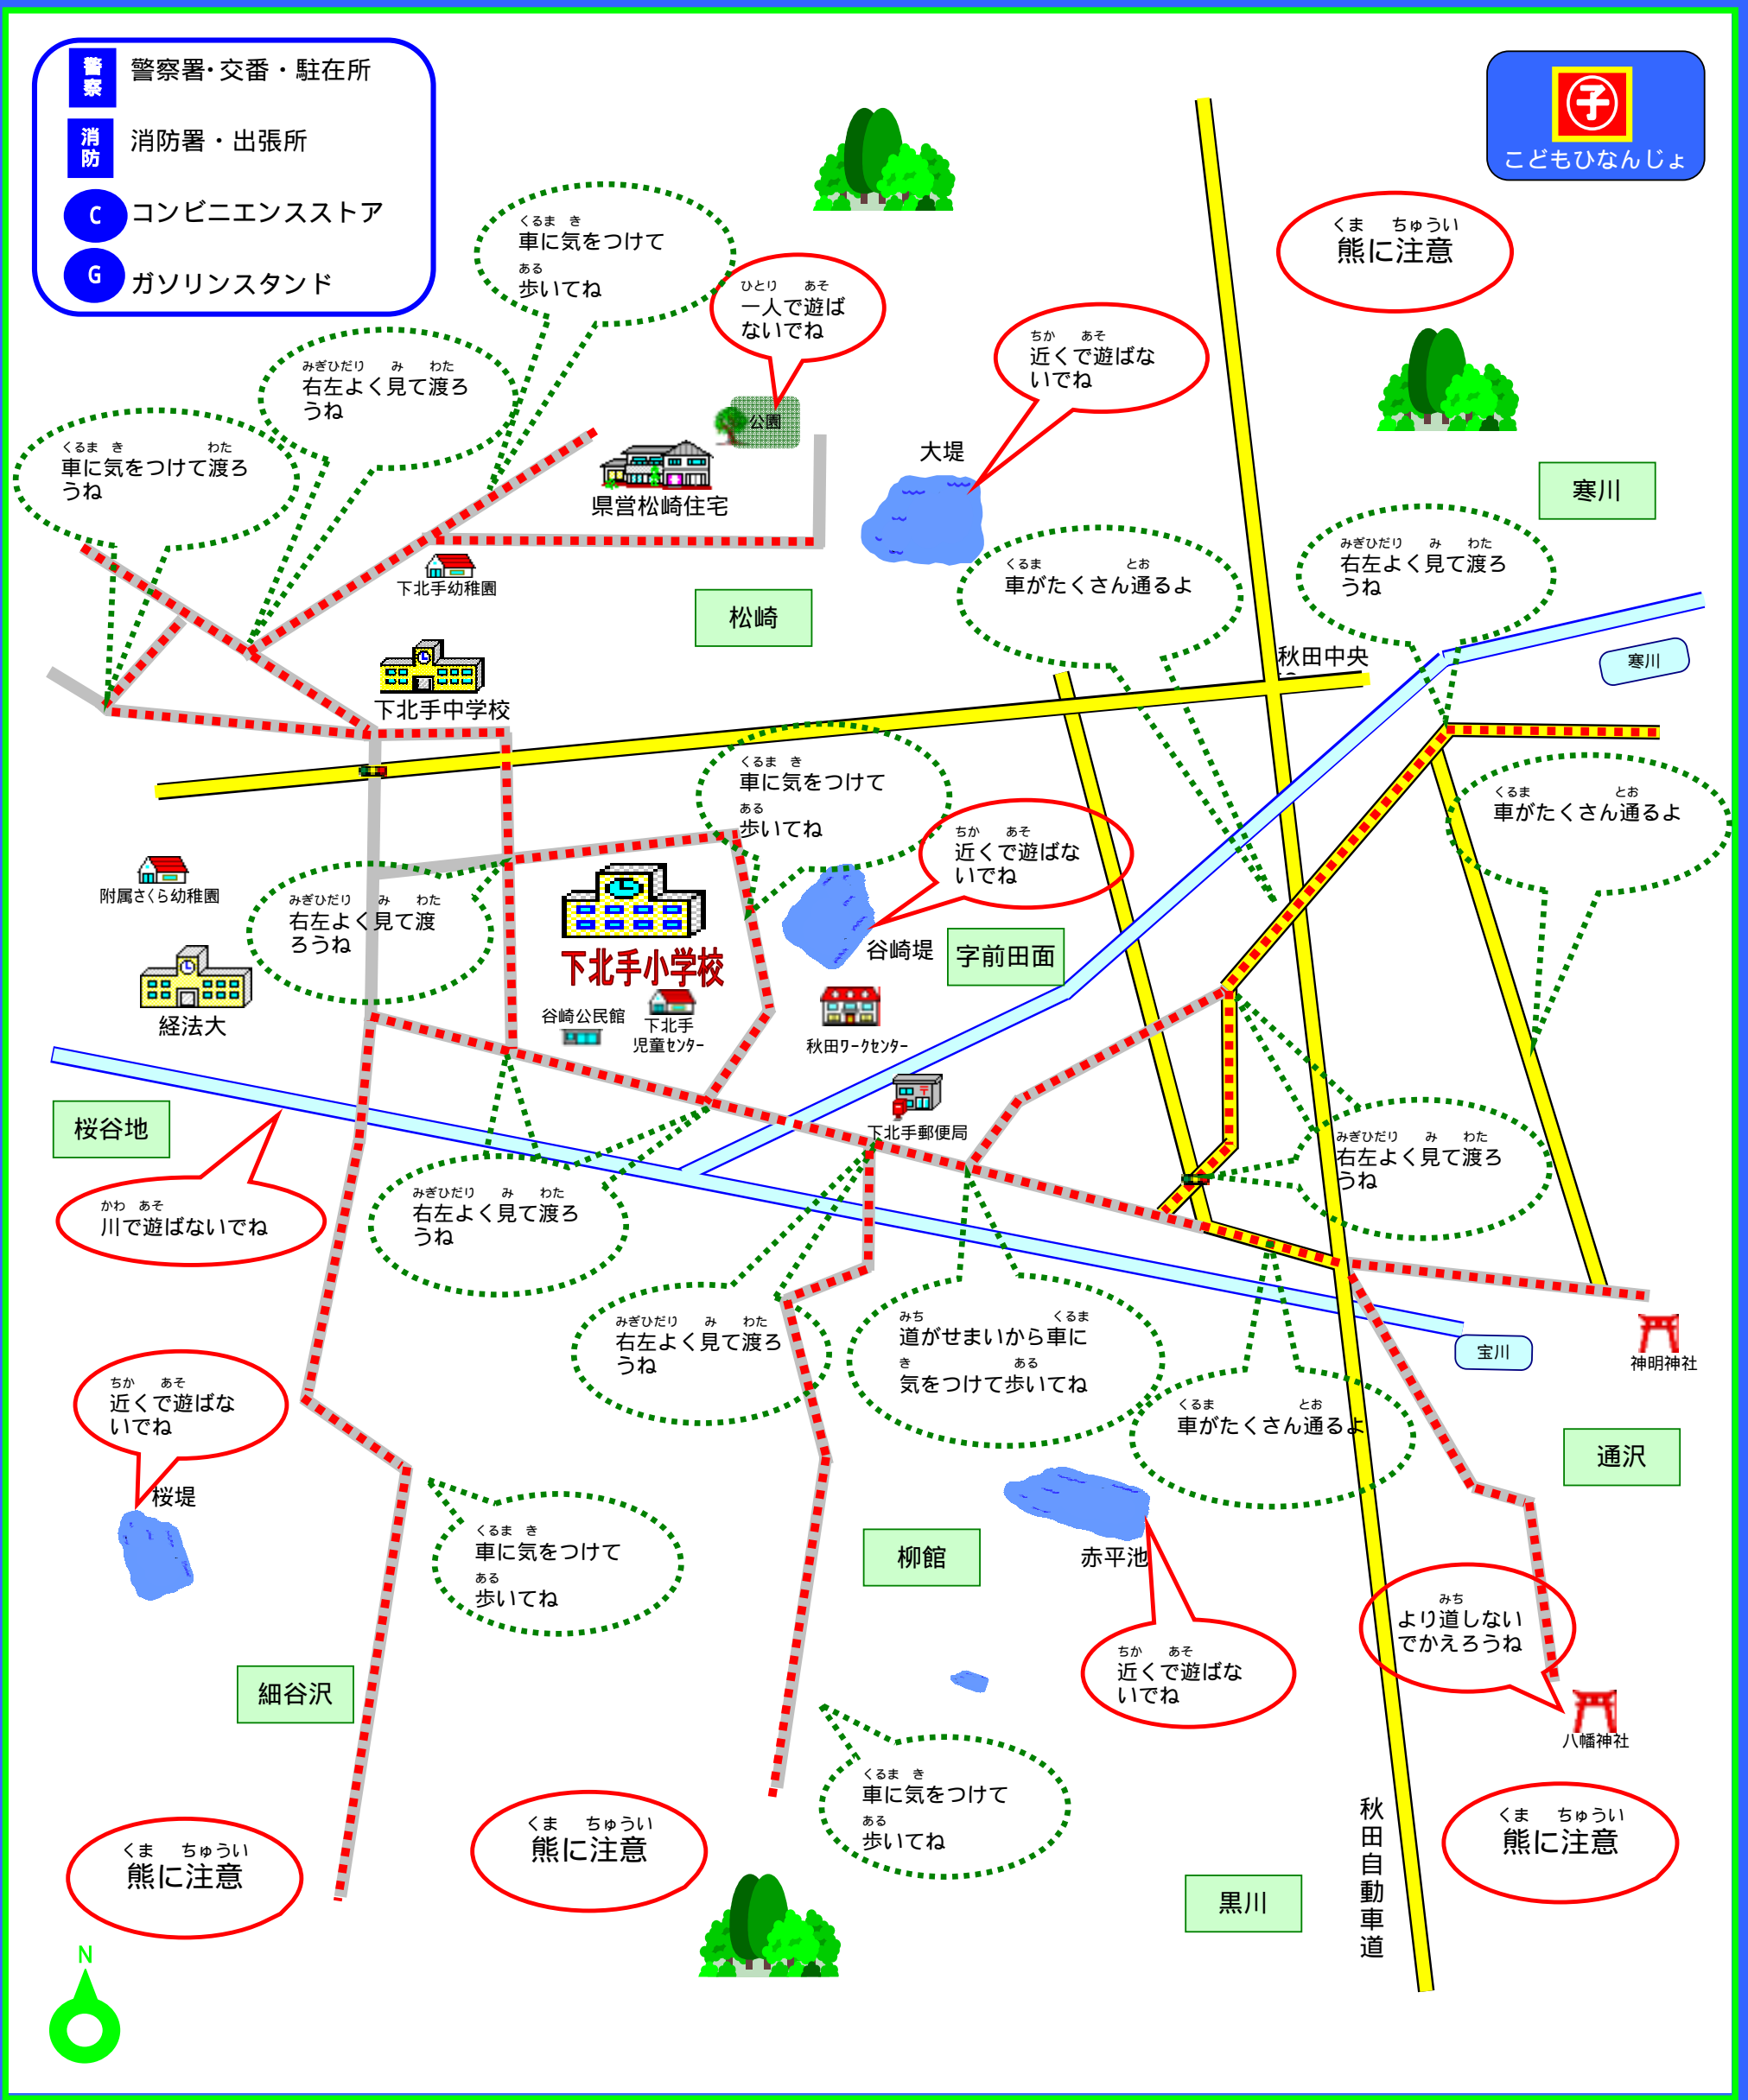 警察
警察署・交番・駐在所
消防
消防署・出張所
C
コンビニエンスストア
G
ガソリンスタンド
子
こどもひなんじょ
くるま き
車に気をつけて
ある
歩いてね
ひとり あそ
一人で遊ば
ないでね
くま ちゅうい
熊に注意
ちか あそ
近くで遊ばな
いでね
みぎひだり み わた
右左よく見て渡ろ
うね
くるま き わた
車に気をつけて渡ろ
うね
公園
大堤
県営松崎住宅
寒川
下北手幼稚園
松崎
くるま とお
車がたくさん通るよ
みぎひだり み わた
右左よく見て渡ろ
うね
秋田中央
寒川
下北手中学校
くるま き
車に気をつけて
ある
歩いてね
くるま とお
車がたくさん通るよ
ちか あそ
近くで遊ばな
いでね
附属さくら幼稚園
みぎひだり み わた
右左よく見て渡
ろうね
下北手小学校
谷崎堤
字前田面
経法大
谷崎公民館
下北手
児童センター
秋田ワークセンター
桜谷地
下北手郵便局
みぎひだり み わた
右左よく見て渡ろ
うね
かわ あそ
川で遊ばないでね
みぎひだり み わた
右左よく見て渡ろ
うね
みぎひだり み わた
右左よく見て渡ろ
うね
みち くるま
道がせまいから車に
き ある
気をつけて歩いてね
宝川
神明神社
ちか あそ
近くで遊ばな
いでね
くるま とお
車がたくさん通るよ
通沢
桜堤
くるま き
車に気をつけて
ある
歩いてね
柳館
赤平池
みち
より道しない
でかえろうね
ちか あそ
近くで遊ばな
いでね
細谷沢
八幡神社
くるま き
車に気をつけて
ある
歩いてね
くま ちゅうい
熊に注意
くま ちゅうい
熊に注意
くま ちゅうい
熊に注意
秋田自動車道
黒川
N